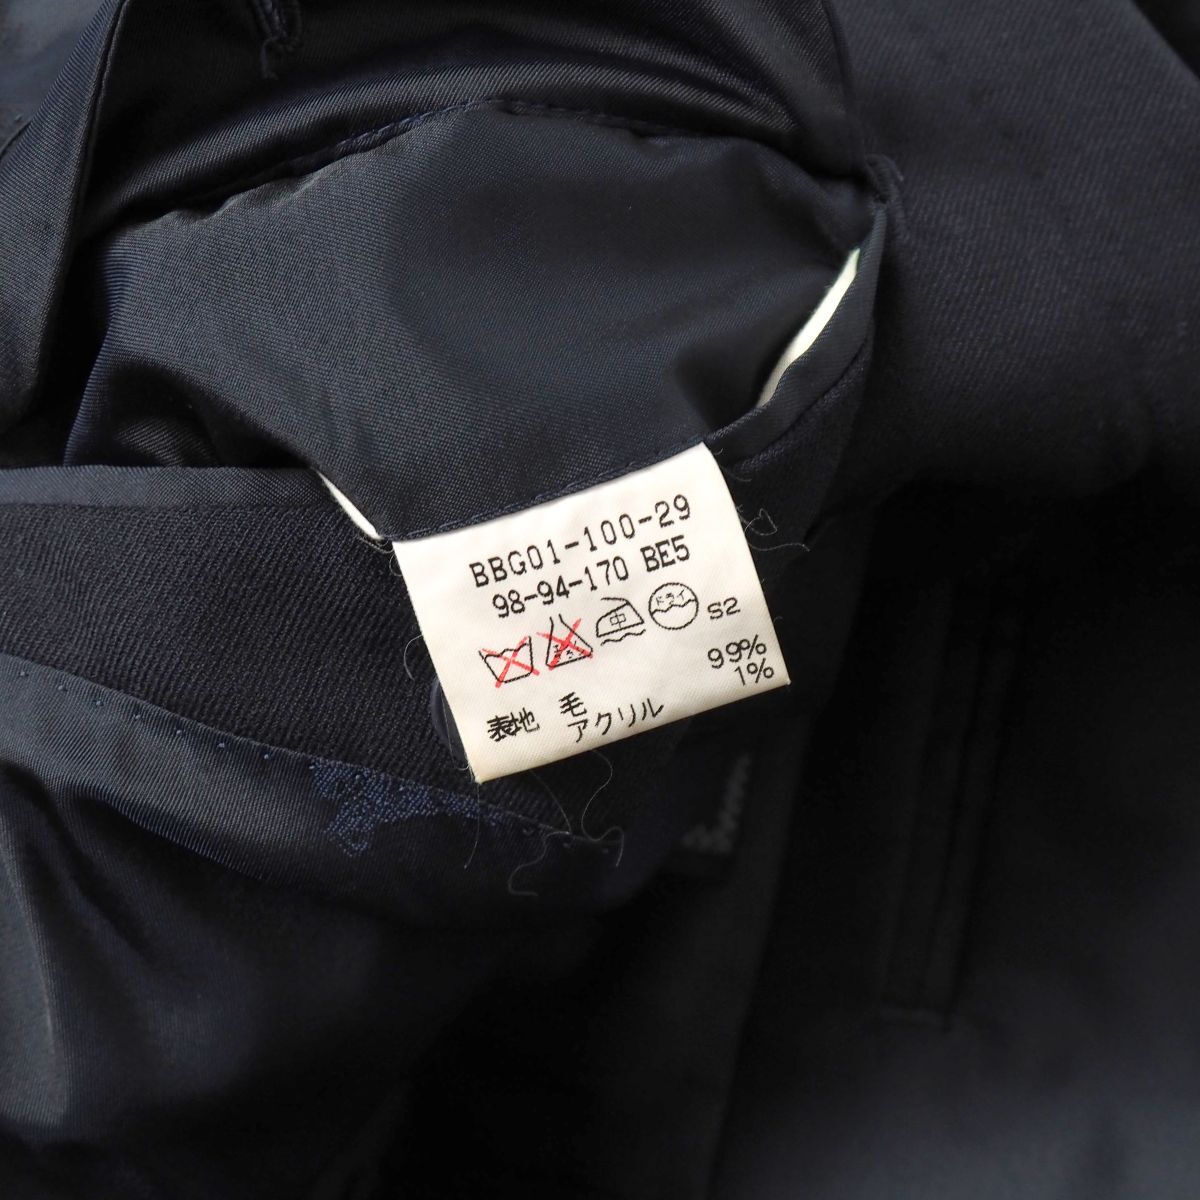 BBG01-100-29
98-94-170 BE5
中 ドライ S2
表地 毛 99%
アクリル 1%